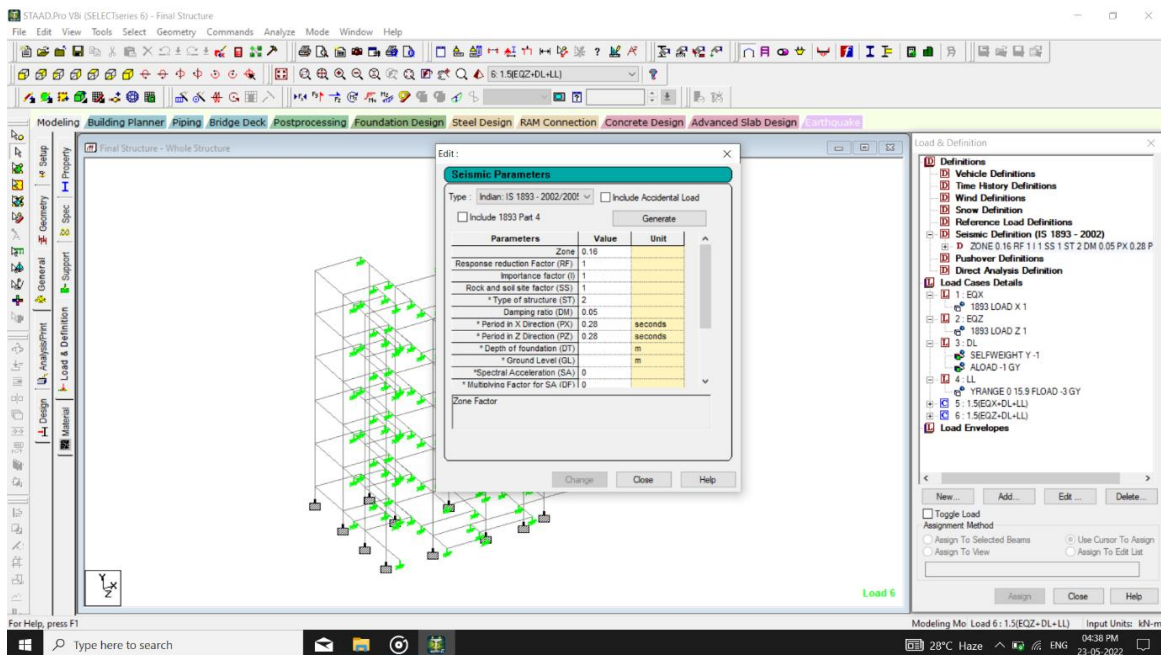 STAAD.Pro V8i (SELECTseries 6) - Final Structure
File Edit View Tools Select Geometry Commands Analyze Mode Window Help
6: 1.5(EQZ+DL+LL)
Modeling Building Planner Piping Bridge Deck Postprocessing Foundation Design Steel Design RAM Connection Concrete Design Advanced Slab Design Earthquake
Setup
Geometry
General
Analysis/Print
Design
Property
Spec
Support
Load & Definition
Material
Final Structure - Whole Structure
Edit :
Seismic Parameters
Type : Indian: IS 1893 - 2002/2005 Include Accidental Load
Include 1893 Part 4 Generate
Parameters Value Unit
Zone 0.16
Response reduction Factor (RF) 1
Importance factor (I) 1
Rock and soil site factor (SS) 1
* Type of structure (ST) 2
Damping ratio (DM) 0.05
* Period in X Direction (PX) 0.28 seconds
* Period in Z Direction (PZ) 0.28 seconds
* Depth of foundation (DT) m
* Ground Level (GL) m
*Spectral Acceleration (SA) 0
* Multiplying Factor for SA (DF) 0
Zone Factor
Change Close Help
Y
X
Z
Load 6
Load & Definition
Definitions
Vehicle Definitions
Time History Definitions
Wind Definitions
Snow Definition
Reference Load Definitions
Seismic Definition (IS 1893 - 2002)
ZONE 0.16 RF 1 I 1 SS 1 ST 2 DM 0.05 PX 0.28 P
Pushover Definitions
Direct Analysis Definition
Load Cases Details
1 : EQX
1893 LOAD X 1
2 : EQZ
1893 LOAD Z 1
3 : DL
SELFWEIGHT Y -1
ALOAD -1 GY
4 : LL
YRANGE 0 15.9 FLOAD -3 GY
5 : 1.5(EQX+DL+LL)
6 : 1.5(EQZ+DL+LL)
Load Envelopes
New... Add... Edit ... Delete...
Toggle Load
Assignment Method
Assign To Selected Beams Use Cursor To Assign
Assign To View Assign To Edit List
Assign Close Help
For Help, press F1
Modeling Mo Load 6 : 1.5(EQZ+DL+LL) Input Units: kN-m
Type here to search
28°C Haze ENG 04:38 PM
23-05-2022